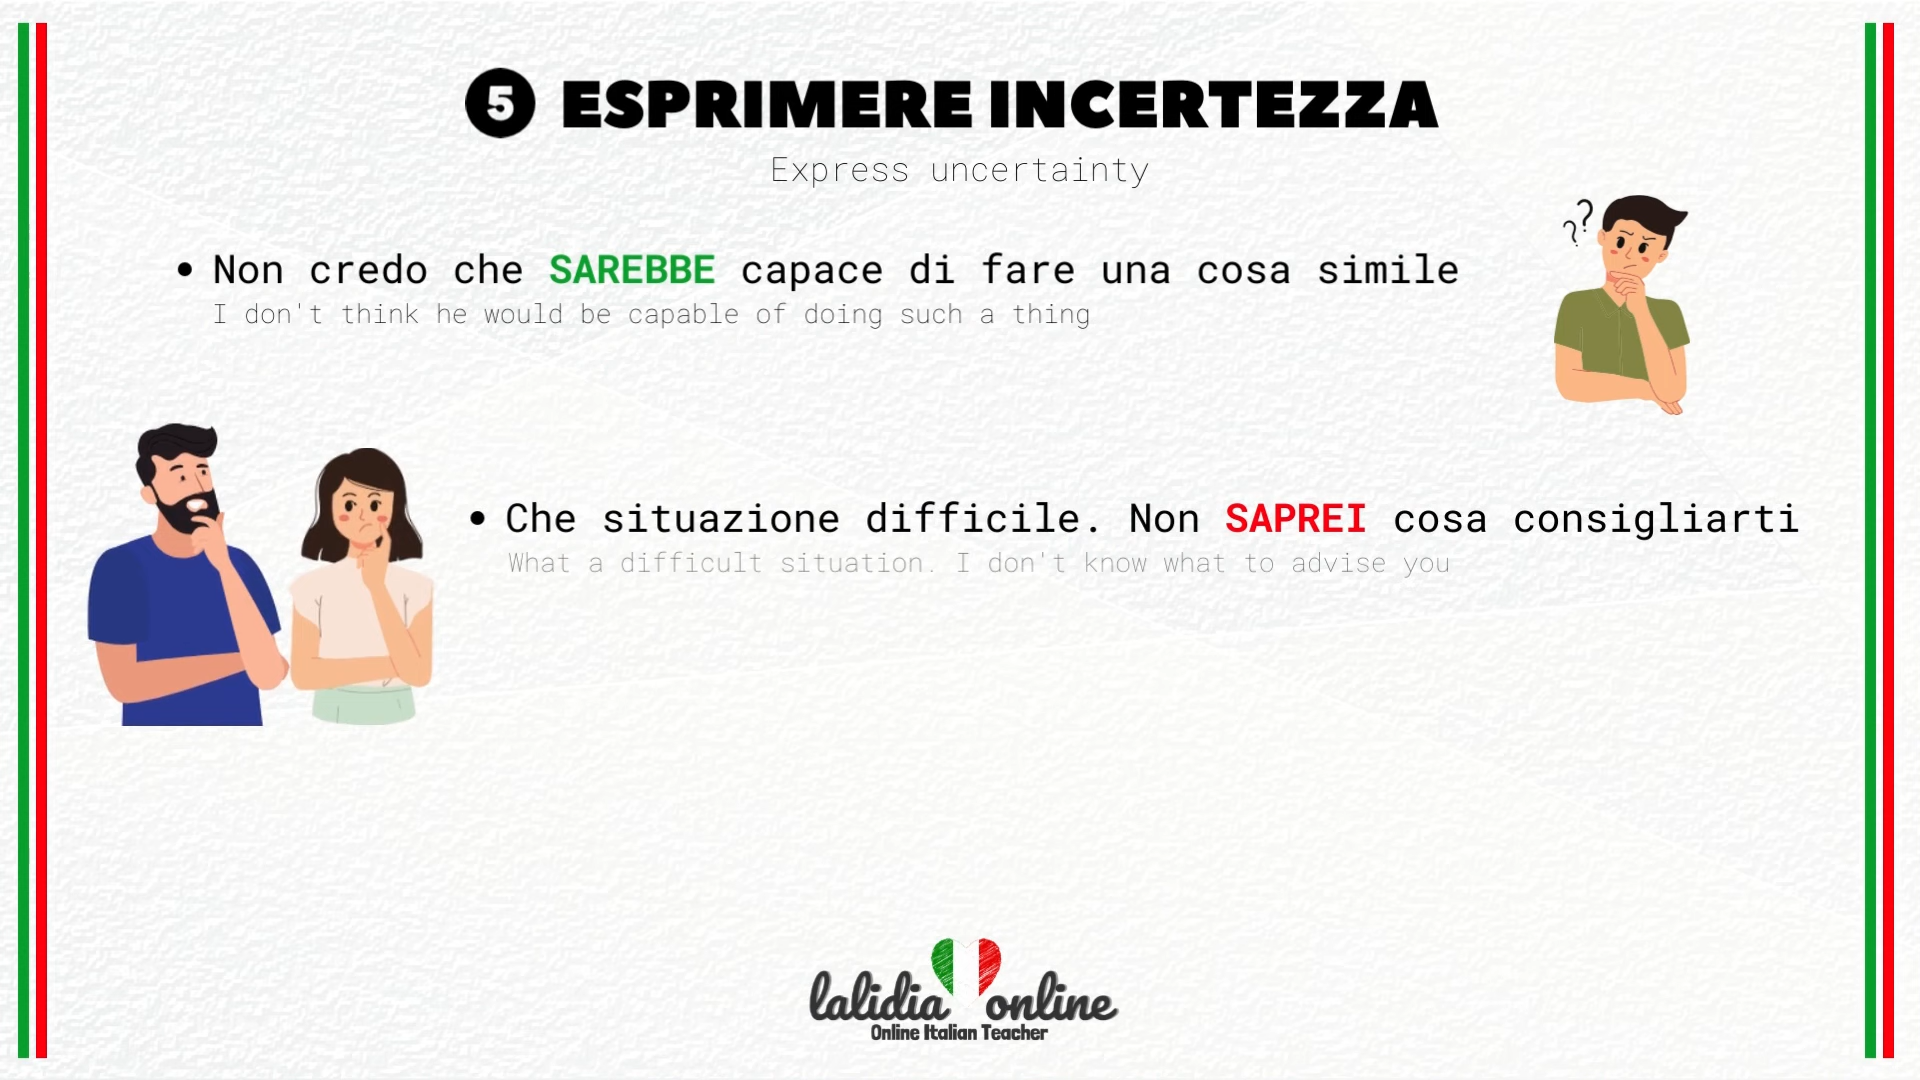 5 ESPRIMERE INCERTEZZA
Express uncertainty
??
• Non credo che SAREBBE capace di fare una cosa simile
I don't think he would be capable of doing such a thing
• Che situazione difficile. Non SAPREI cosa consigliarti
What a difficult situation. I don't know what to advise you
lalidia online
Online Italian Teacher